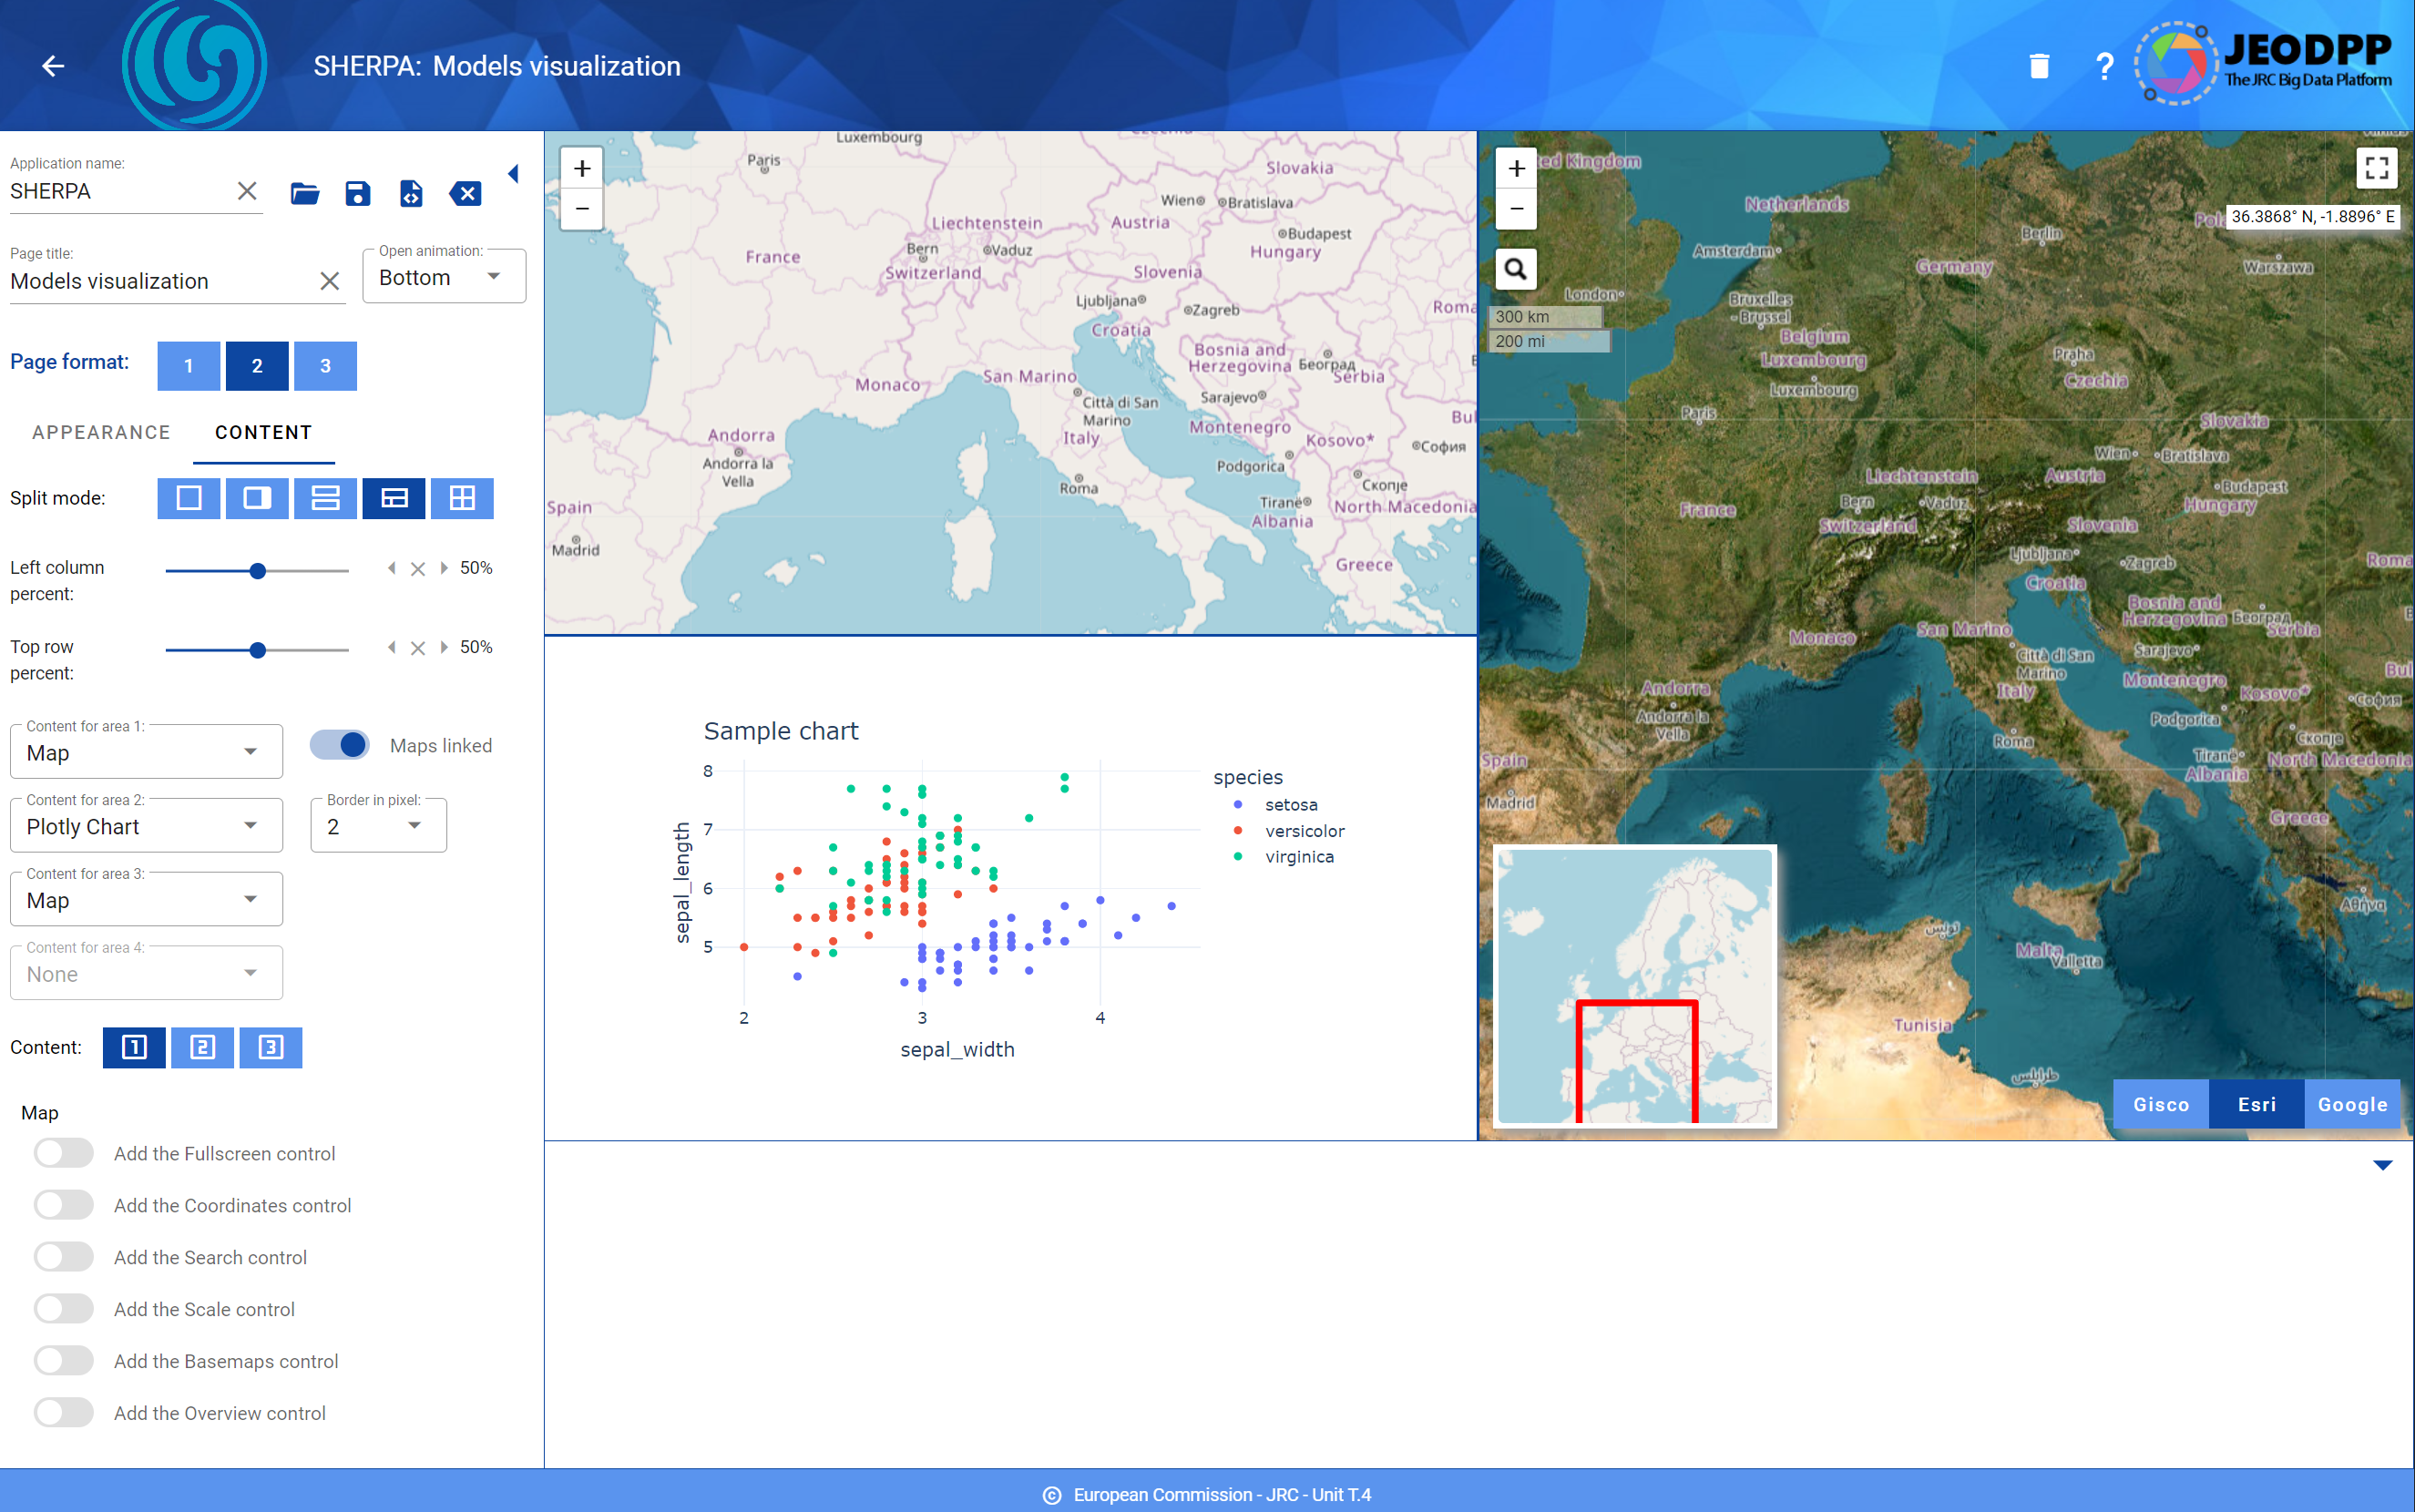 SHERPA: Models visualization
?
JEODPP
The JRC Big Data Platform
Application name:
SHERPA
Page title:
Models visualization
Open animation:
Bottom
Page format:
1
2
3
APPEARANCE
CONTENT
Split mode:
Left column
percent:
50%
Top row
percent:
50%
Content for area 1:
Map
Maps linked
Content for area 2:
Plotly Chart
Border in pixel:
2
Content for area 3:
Map
Content for area 4:
None
Content:
1
2
3
Map
Add the Fullscreen control
Add the Coordinates control
Add the Search control
Add the Scale control
Add the Basemaps control
Add the Overview control
+
−
Luxembourg
Paris
Slovakia
Wien
Bratislava
Liechtenstein
Austria
Budapest
Bern
Vaduz
Hungary
France
Switzerland
Slovenia
Ljubljana
Zagreb
Roma
Croatia
Bosnia and
Herzegovina
Београд
Serbia
San Marino
Monaco
Sarajevo
Città di San
Marino
Bul
Andorra
Montenegro
Italy
Kosovo*
София
Andorra la
Vella
Podgorica
Roma
Скопје
Spain
Tiranë
North Macedonia
Albania
Madrid
Greece
Sample chart
sepal_length
8
7
6
5
2
3
4
sepal_width
species
setosa
versicolor
virginica
+
−
ed Kingdom
36.3868° N, -1.8896° E
Netherlands
Pol
Berlin
Amsterdam
Germany
Warszawa
London
Bruxelles
- Brussel
300 km
200 mi
Belgium
Luxembourg
Praha
Czechia
Luxembourg
Paris
Slovakia
Wien
Bratislava
Liechtenstein
Austria
Budapest
Bern
Vaduz
Hungary
France
Switzerland
Slovenia
Ljubljana
Zagreb
Roma
Croatia
Bosnia and
Herzegovina
Београд
Serbia
San Marino
Monaco
Sarajevo
Città di San
Marino
Bul
Andorra
Montenegro
Italy
Kosovo*
София
Andorra la
Vella
Podgorica
Roma
Скопје
Spain
Tiranë
North Macedonia
Albania
Madrid
Greece
Αθήνα
تونس
Malta
Valletta
Tunisia
طرابلس
Gisco
Esri
Google
© European Commission - JRC - Unit T.4